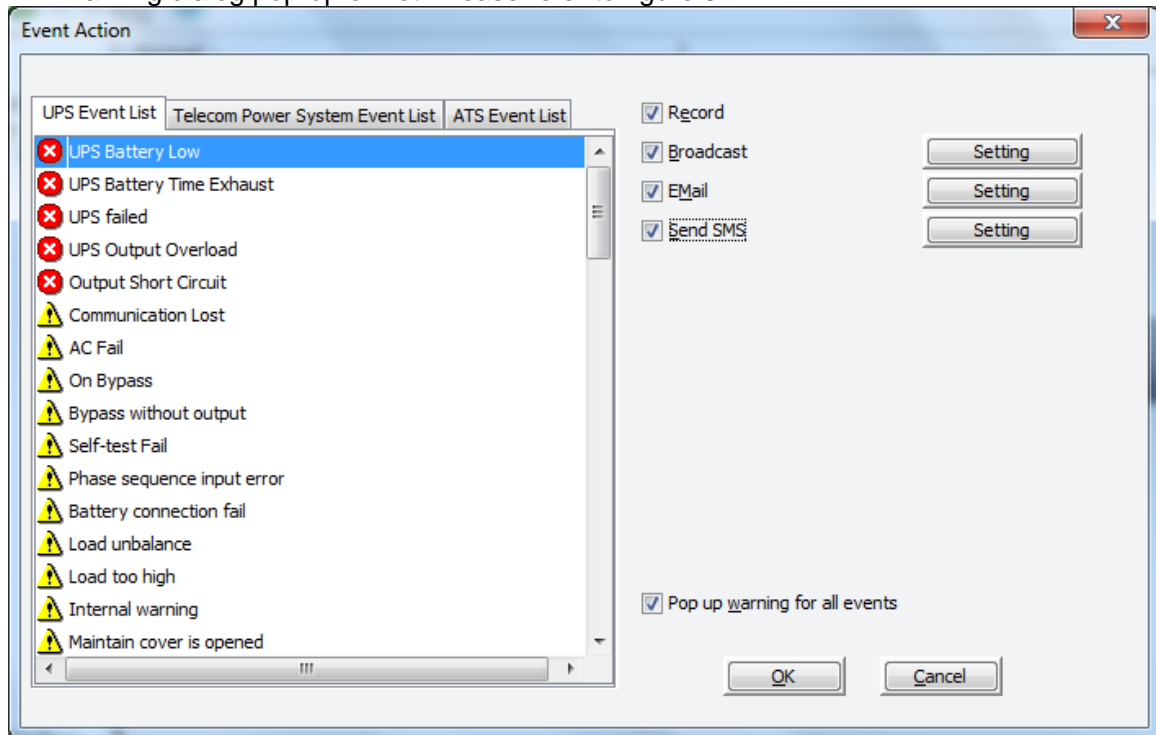 Event Action
UPS Event List Telecom Power System Event List ATS Event List
UPS Battery Low
UPS Battery Time Exhaust
UPS failed
UPS Output Overload
Output Short Circuit
Communication Lost
AC Fail
On Bypass
Bypass without output
Self-test Fail
Phase sequence input error
Battery connection fail
Load unbalance
Load too high
Internal warning
Maintain cover is opened
Record
Broadcast Setting
EMail Setting
Send SMS Setting
Pop up warning for all events
OK Cancel